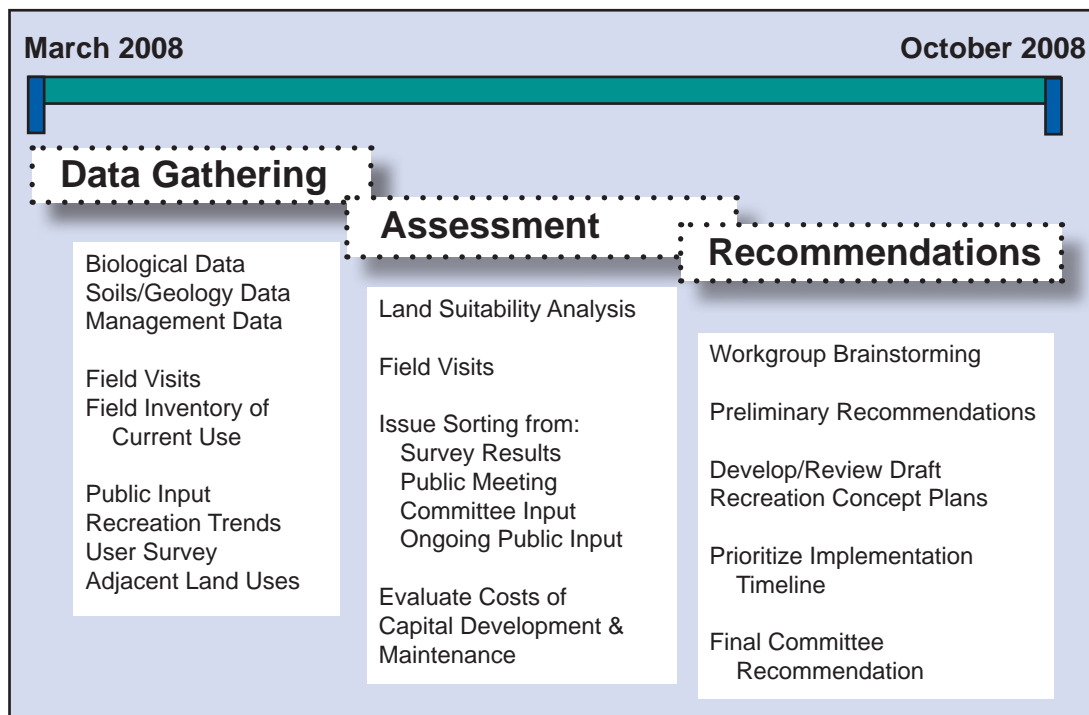 March 2008
October 2008
Data Gathering
Assessment
Recommendations
Biological Data
Soils/Geology Data
Management Data
Field Visits
Field Inventory of
Current Use
Public Input
Recreation Trends
User Survey
Adjacent Land Uses
Land Suitability Analysis
Field Visits
Issue Sorting from:
Survey Results
Public Meeting
Committee Input
Ongoing Public Input
Evaluate Costs of
Capital Development &
Maintenance
Workgroup Brainstorming
Preliminary Recommendations
Develop/Review Draft
Recreation Concept Plans
Prioritize Implementation
Timeline
Final Committee
Recommendation